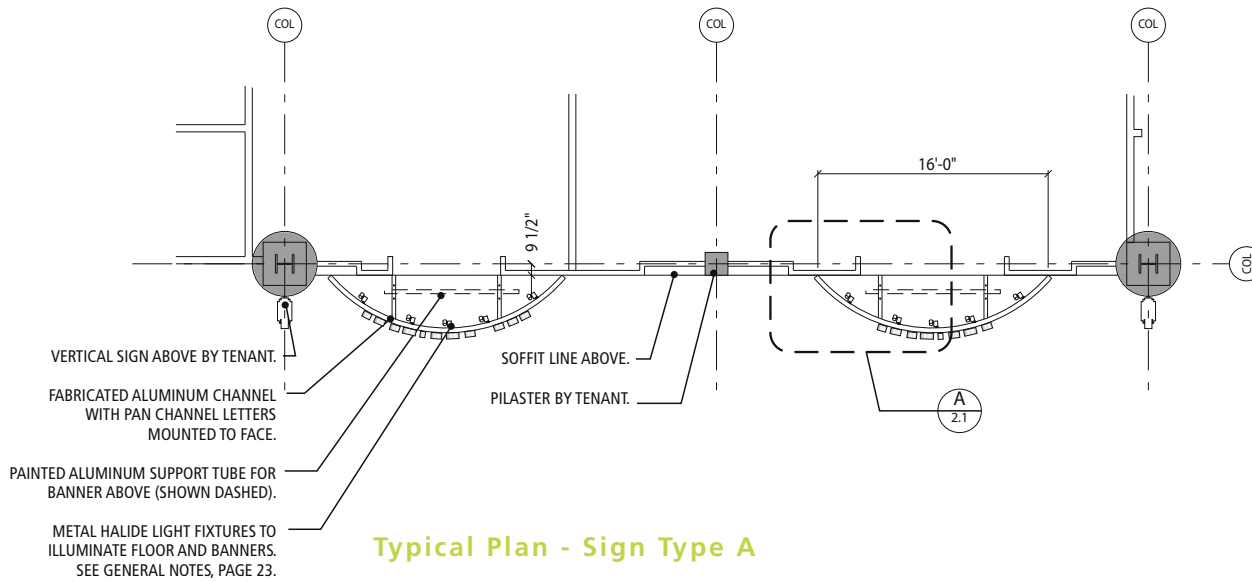 COL
COL
COL
16'-0"
9 1/2"
COL
VERTICAL SIGN ABOVE BY TENANT.
SOFFIT LINE ABOVE.
FABRICATED ALUMINUM CHANNEL
WITH PAN CHANNEL LETTERS
MOUNTED TO FACE.
PILASTER BY TENANT.
A
2.1
PAINTED ALUMINUM SUPPORT TUBE FOR
BANNER ABOVE (SHOWN DASHED).
METAL HALIDE LIGHT FIXTURES TO
ILLUMINATE FLOOR AND BANNERS.
SEE GENERAL NOTES, PAGE 23.
Typical Plan - Sign Type A